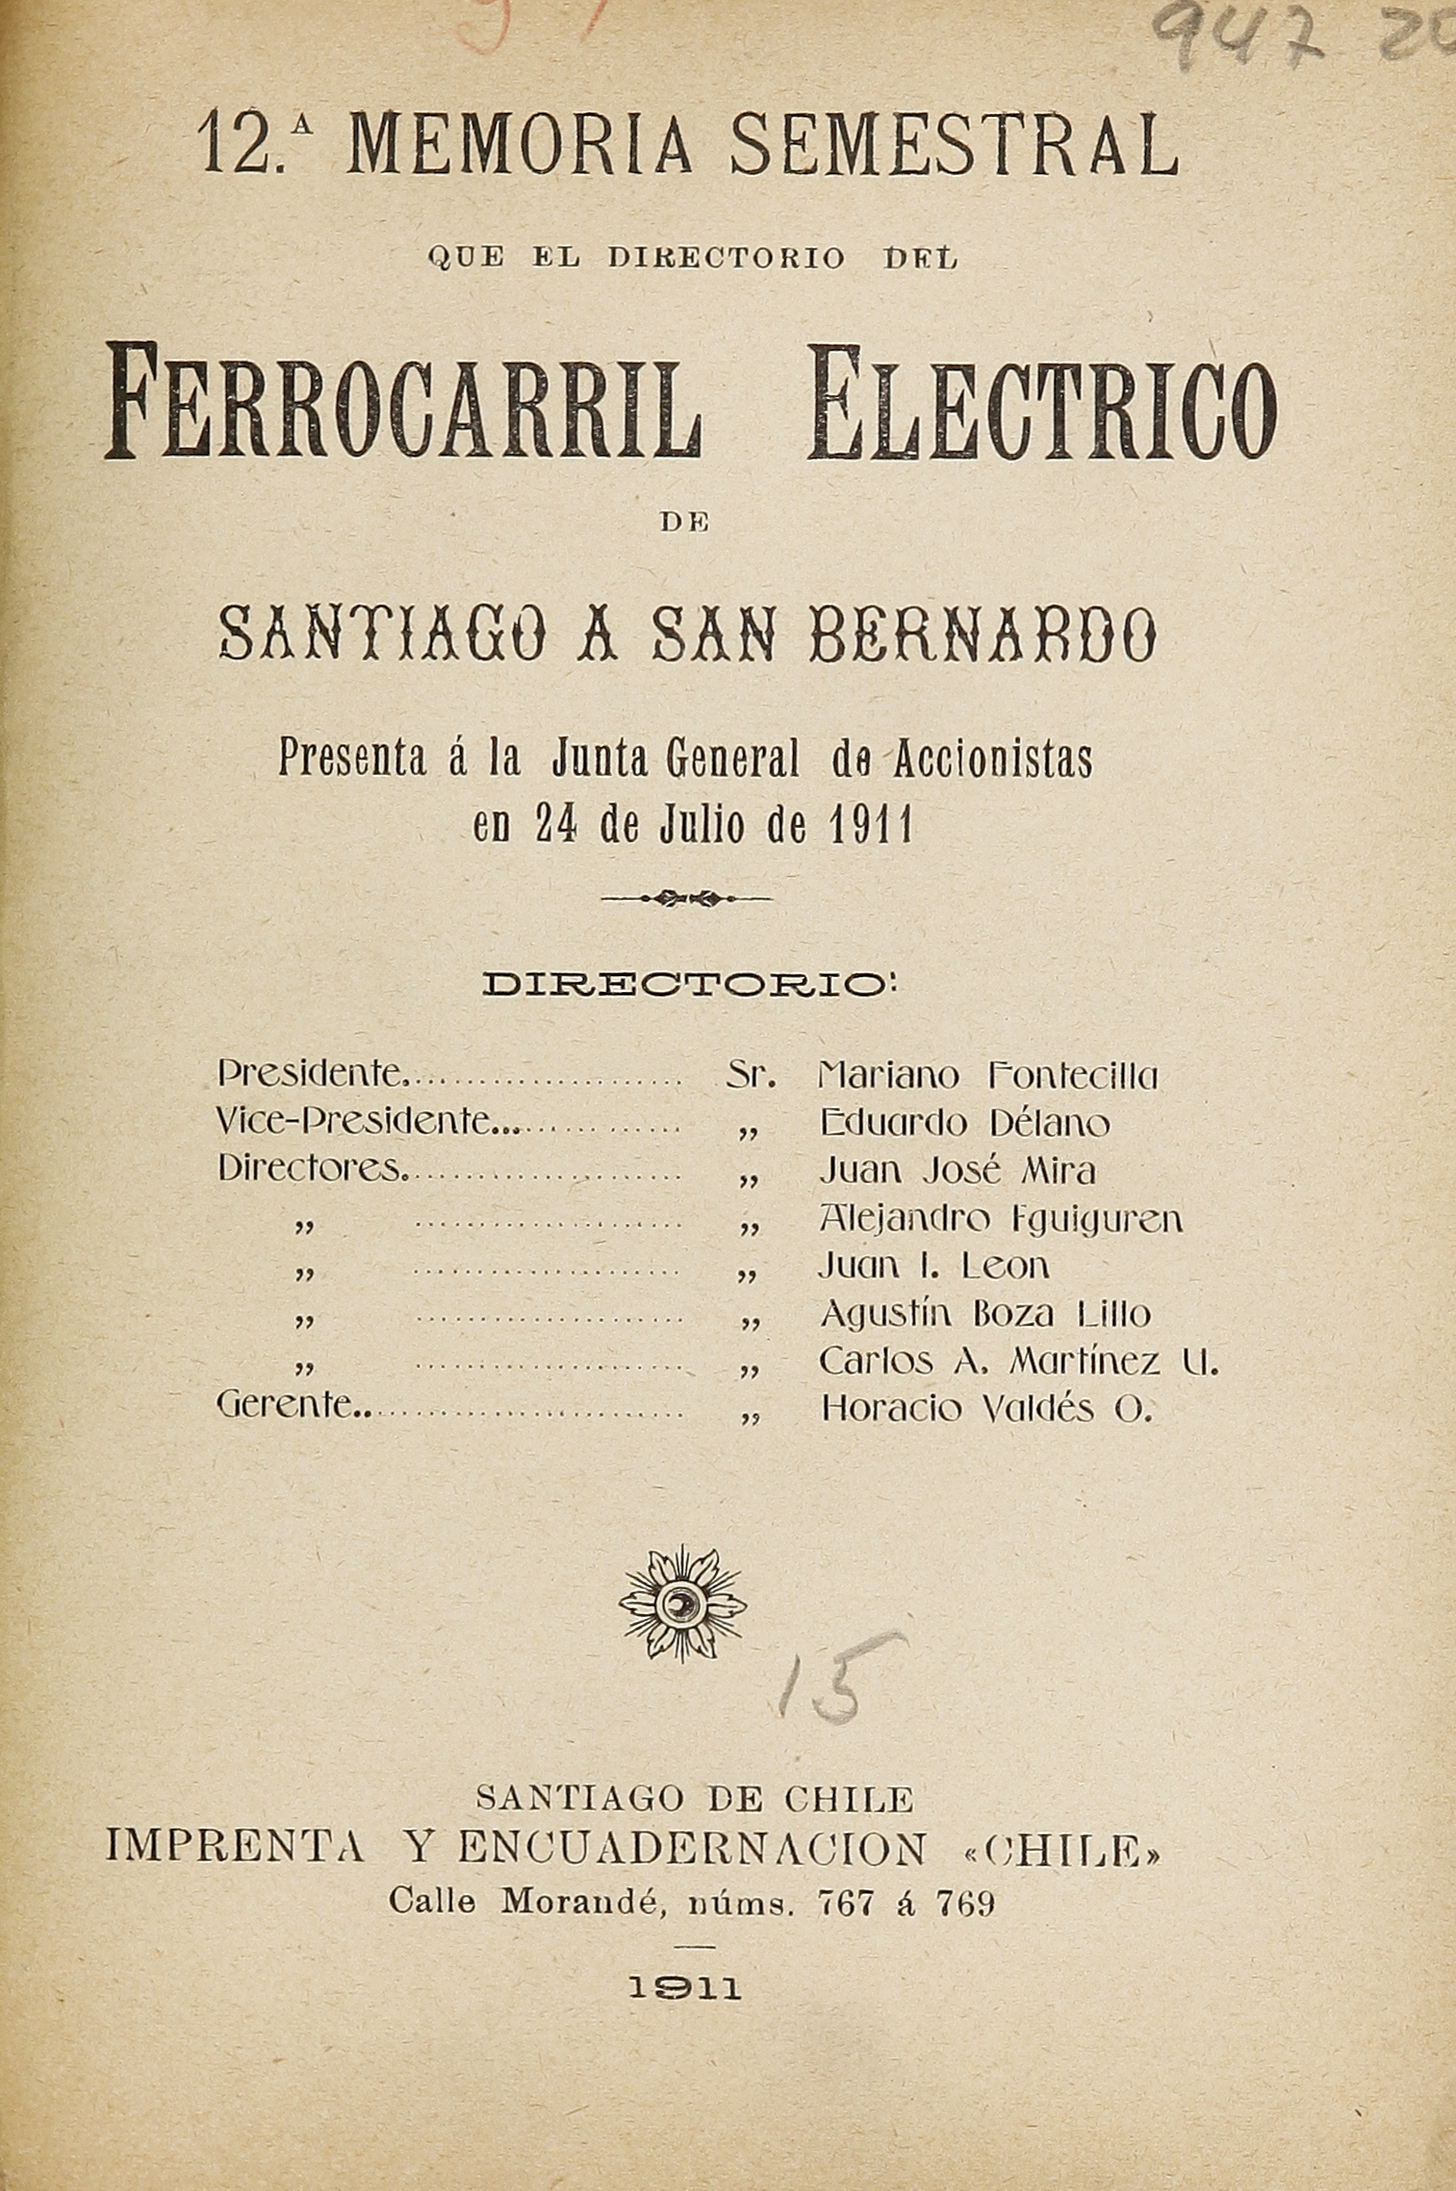 947 20
12.ᴬ MEMORIA SEMESTRAL
QUE EL DIRECTORIO DEL
FERROCARRIL ELECTRICO
DE
SANTIAGO A SAN BERNARDO
Presenta á la Junta General de Accionistas
en 24 de Julio de 1911
DIRECTORIO:
Presidente........................ Sr. Mariano Fontecilla
Vice-Presidente................ „ Eduardo Délano
Directores........................ „ Juan José Mira
„ ........................ „ Alejandro Eguiguren
„ ........................ „ Juan I. Leon
„ ........................ „ Agustín Boza Lillo
„ ........................ „ Carlos A. Martínez U.
Gerente............................ „ Horacio Valdés O.
15
SANTIAGO DE CHILE
IMPRENTA Y ENCUADERNACION «CHILE»
Calle Morandé, núms. 767 á 769
1911